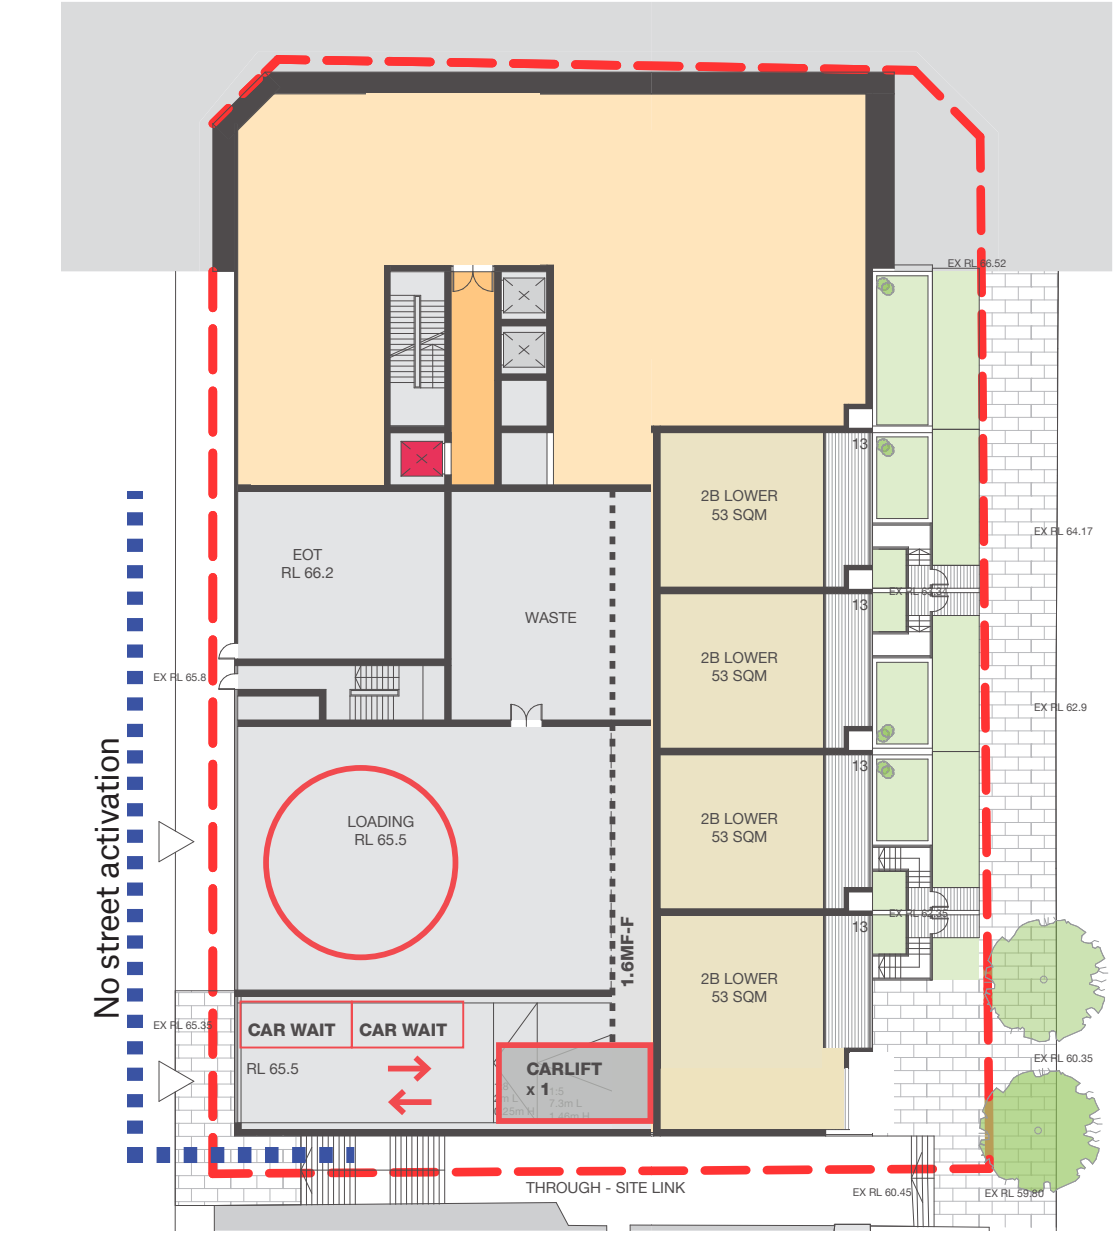 EX RL 66.52
13
2B LOWER
53 SQM
EX RL 64.17
EOT
RL 66.2
WASTE
13
2B LOWER
53 SQM
EX RL 65.8
EX RL 62.9
No street activation
13
2B LOWER
53 SQM
LOADING
RL 65.5
13
1.6MF-F
2B LOWER
53 SQM
EX RL 65.35
CAR WAIT
CAR WAIT
RL 65.5
CARLIFT
x 1
1:5
7.3m L
1.46m H
EX RL 60.35
THROUGH - SITE LINK
EX RL 60.45
EX RL 59.80